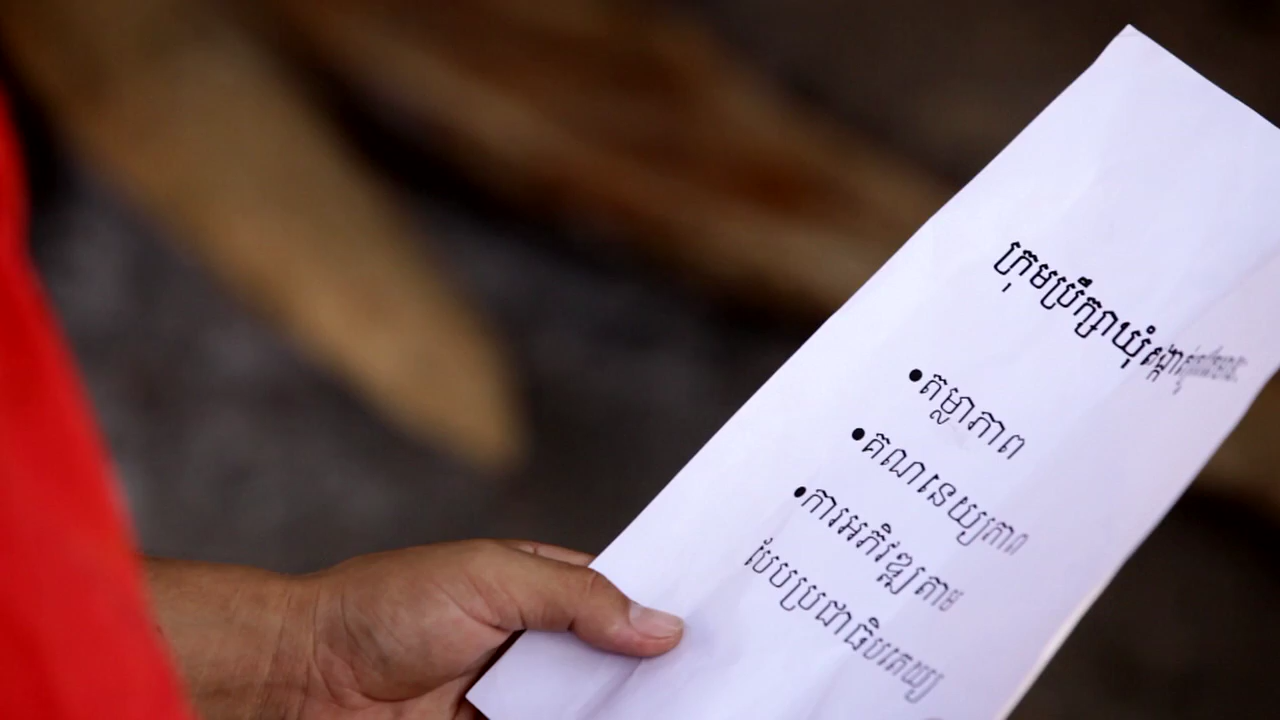 ក្រុមប្រឹក្សាឃុំ
•តម្លាភាព
•គណនេយ្យភាព
•ការអភិវឌ្ឍតាម
បែបប្រជាធិបតេយ្យ